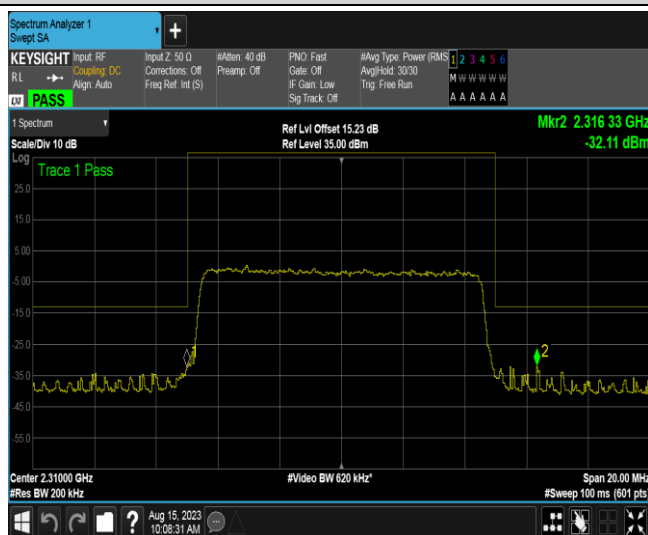 Spectrum Analyzer 1
Swept SA
+
KEYSIGHT Input: RF Input Z: 50 Ω #Atten: 40 dB PNO: Fast #Avg Type: Power (RMS 1 2 3 4 5 6
RL Coupling: DC Corrections: Off Preamp: Off Gate: Off Avg|Hold: 30/30 M W W W W W
Align: Auto Freq Ref: Int (S) IF Gain: Low Trig: Free Run
Sig Track: Off A A A A A A
LXI PASS
1 Spectrum Ref Lvl Offset 15.23 dB Mkr2 2.316 33 GHz
Scale/Div 10 dB Ref Level 35.00 dBm -32.11 dBm
Log
Trace 1 Pass
25.0
15.0
5.00
-5.00
-15.0
-25.0
1 2
-35.0
-45.0
-55.0
Center 2.31000 GHz #Video BW 620 kHz* Span 20.00 MHz
#Res BW 200 kHz #Sweep 100 ms (601 pts)
? Aug 15, 2023
10:08:31 AM